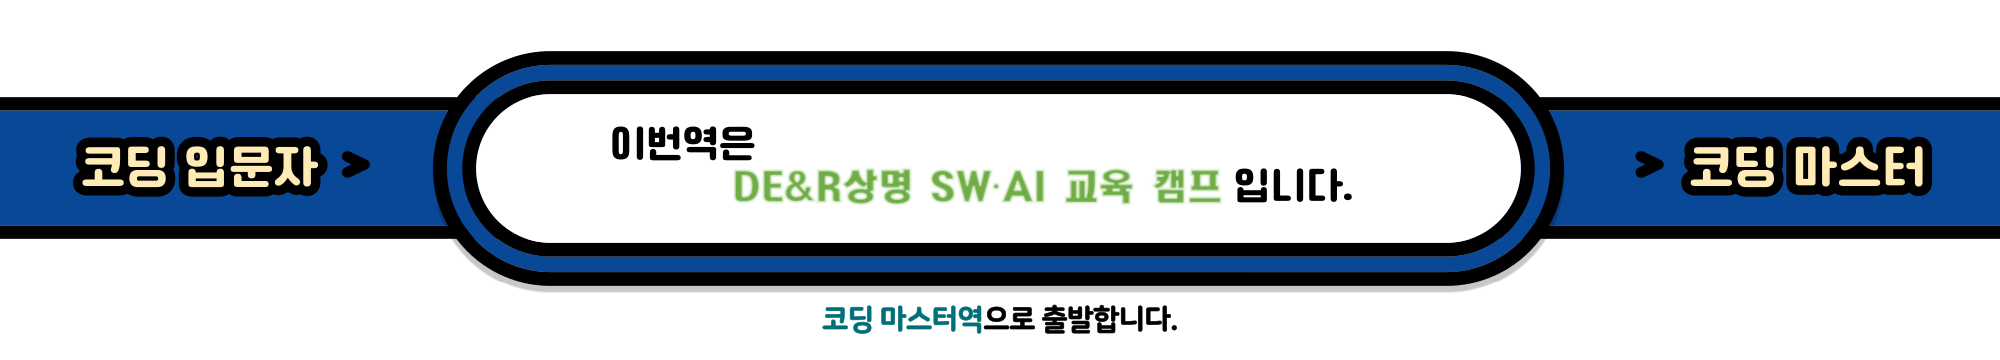 코딩 입문자 >
이번역은
DE&R상명 SW·AI 교육 캠프 입니다.
> 코딩 마스터
코딩 마스터역으로 출발합니다.